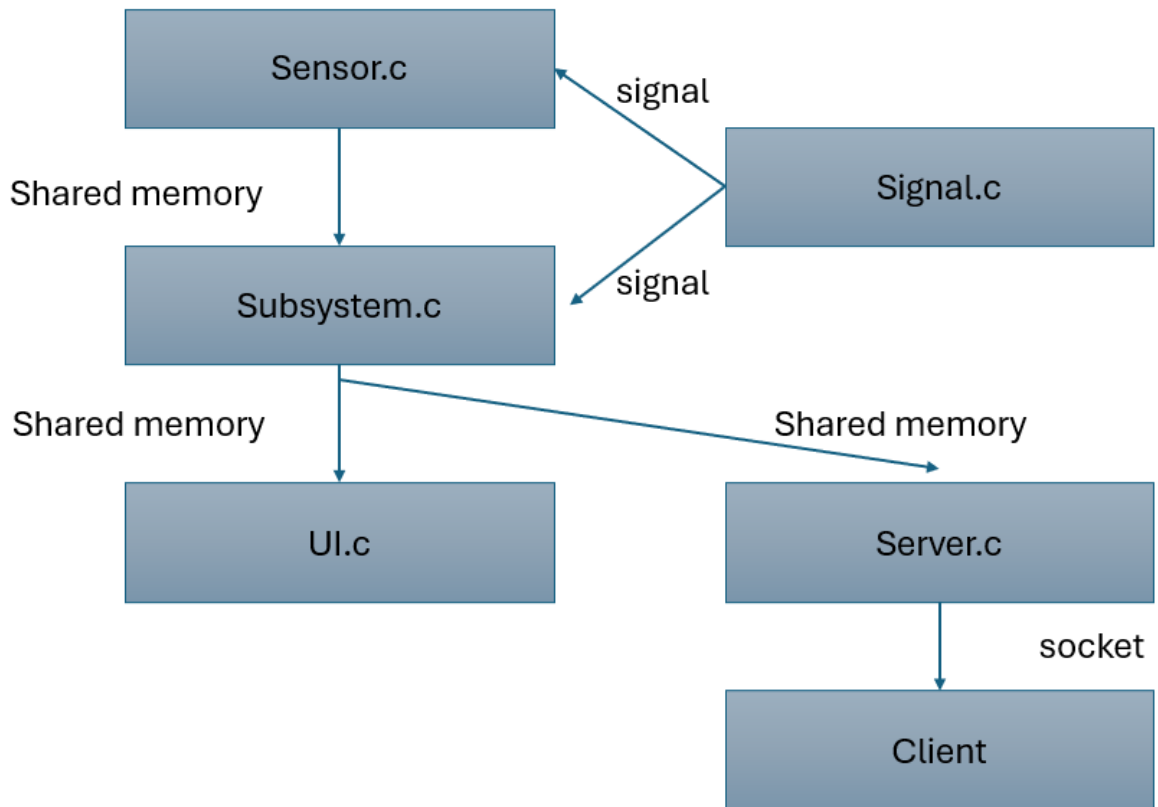 Sensor.c
signal
Signal.c
Shared memory
signal
Subsystem.c
Shared memory
Shared memory
UI.c
Server.c
socket
Client